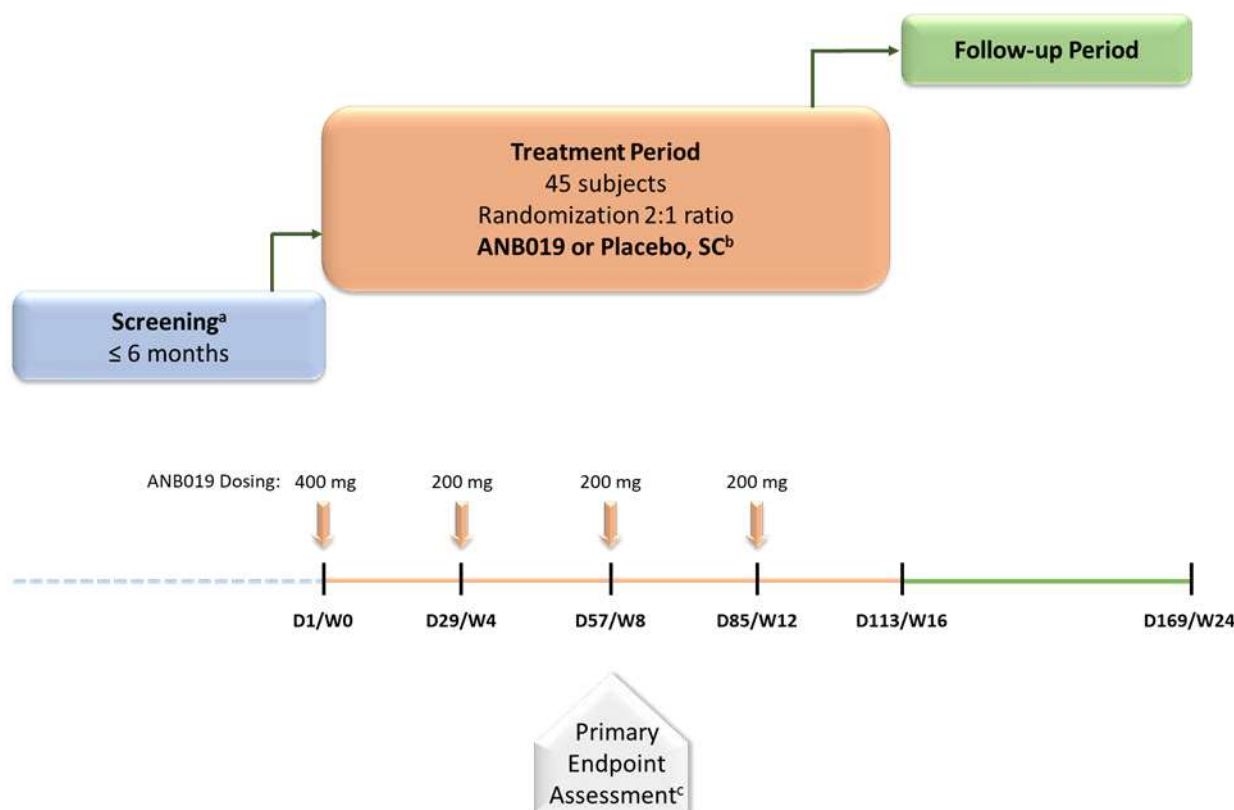 Follow-up Period
Treatment Period
45 subjects
Randomization 2:1 ratio
ANB019 or Placebo, SCᵇ
Screeningᵃ
≤ 6 months
ANB019 Dosing: 400 mg 200 mg 200 mg 200 mg
D1/W0 D29/W4 D57/W8 D85/W12 D113/W16 D169/W24
Primary
Endpoint
Assessmentᶜ